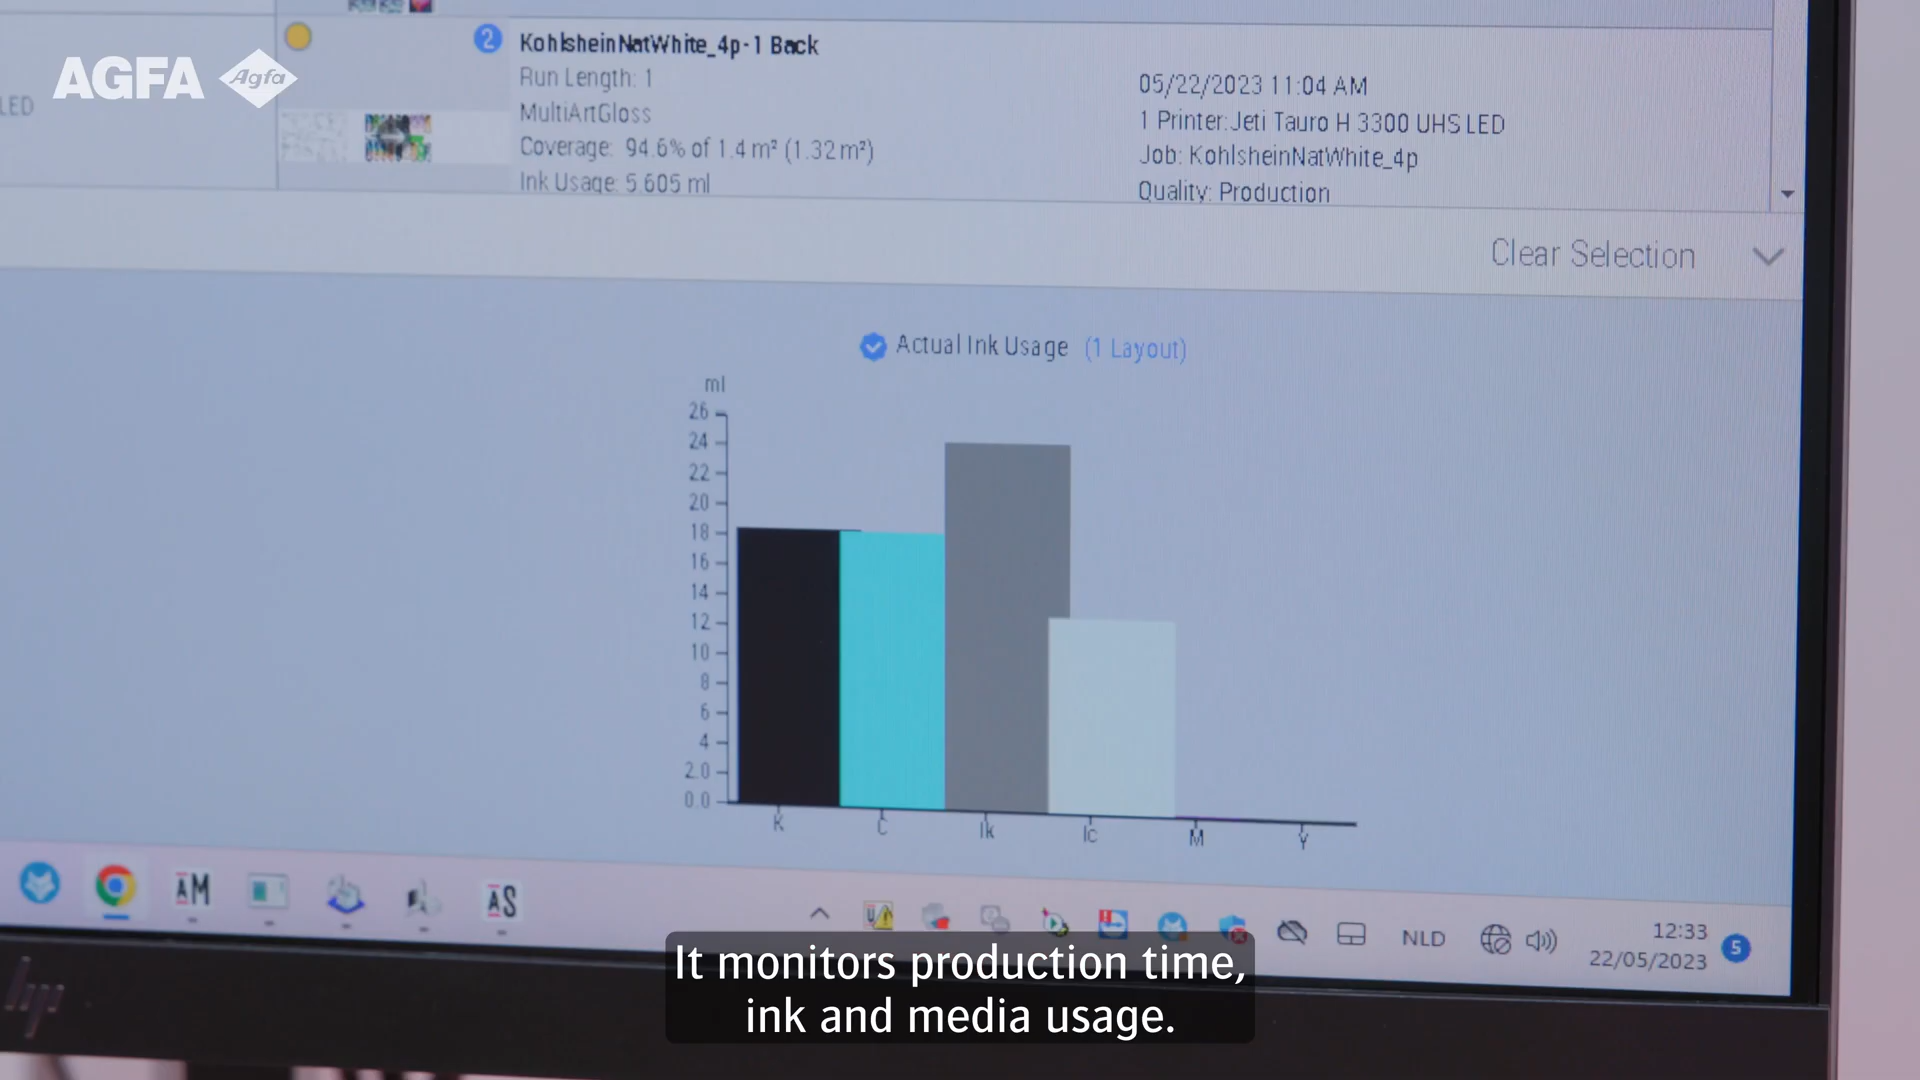 AGFA Agfa
LED
2
KohlsheinNatWhite_4p-1 Back
Run Length: 1
MultiArtGloss
Coverage: 94.6% of 1.4 m² (1.32 m²)
Ink Usage: 5.605 ml
05/22/2023 11:04 AM
1 Printer:Jeti Tauro H 3300 UHS LED
Job: KohlsheinNatWhite_4p
Quality: Production
Clear Selection
Actual Ink Usage (1 Layout)
ml
26
24
22
20
18
16
14
12
10
8
6
4
2.0
0.0
K C lk lc M Y
AM
AS
NLD
12:33
22/05/2023
5
hp
It monitors production time,
ink and media usage.